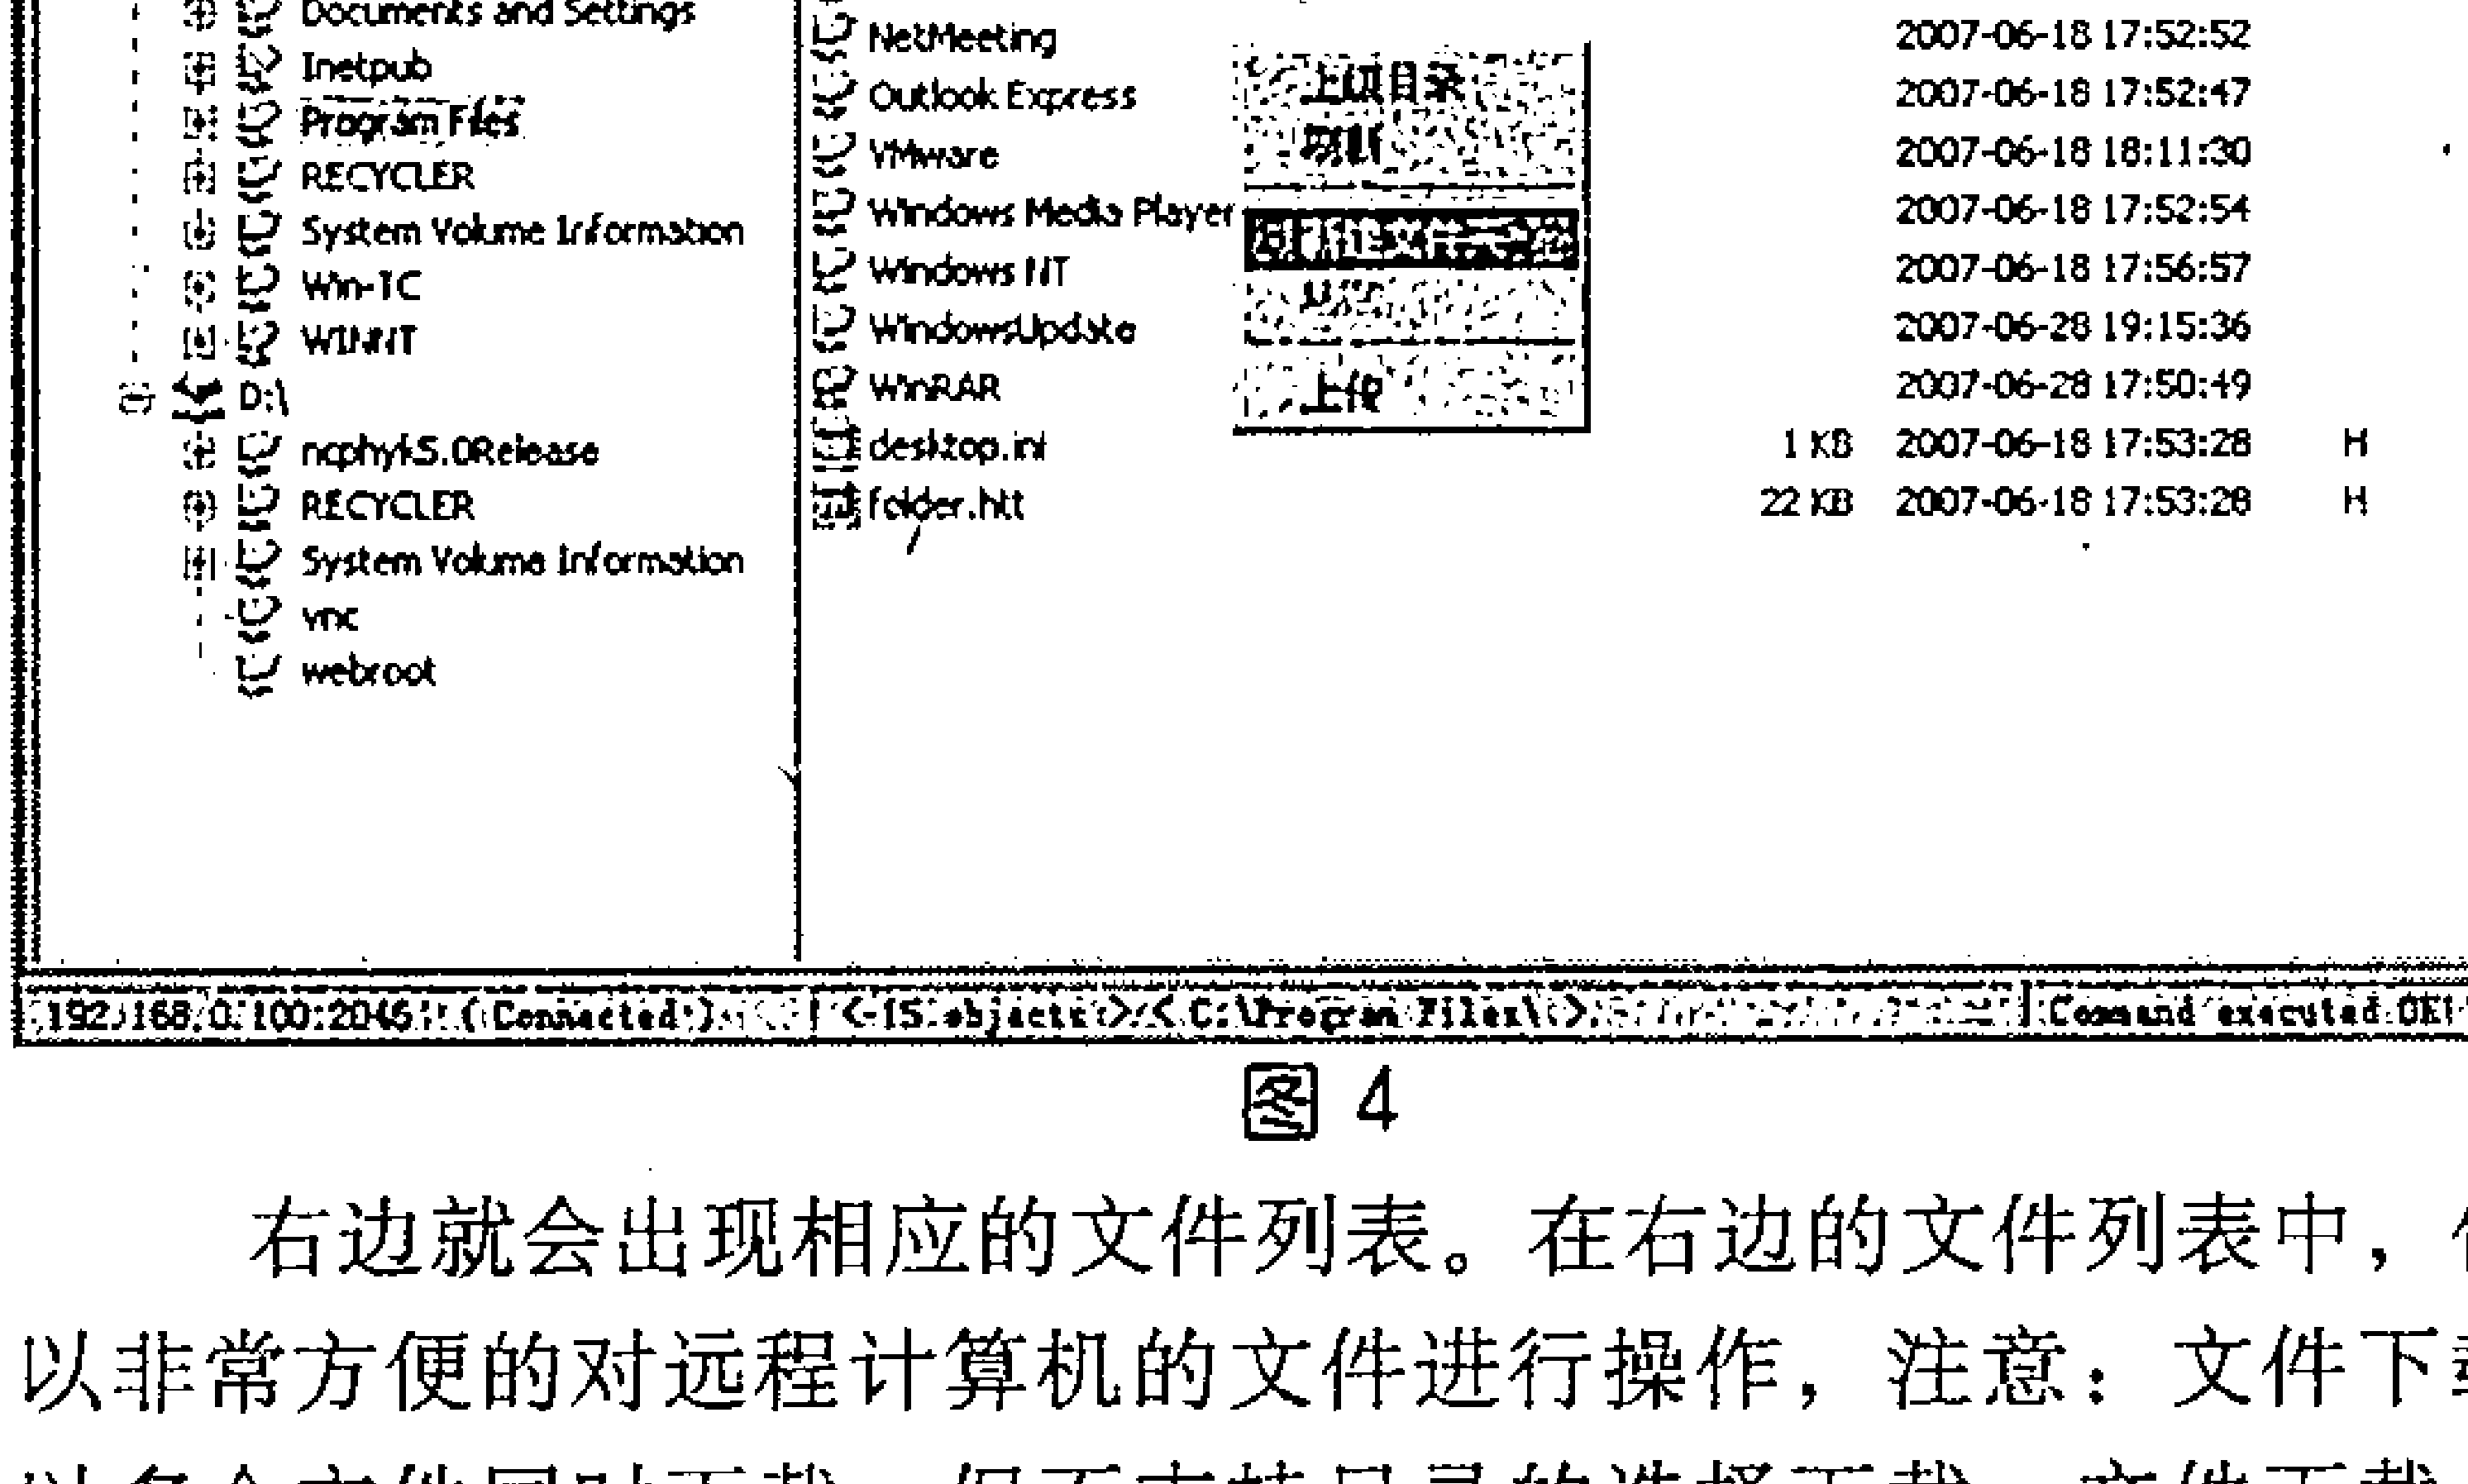 Documents and Settings
Inetpub
Program Files
RECYCLER
System Volume Information
Win-TC
WINNT
D:\
ncphyk5.0Release
RECYCLER
System Volume Information
vnc
webroot
NetMeeting 2007-06-18 17:52:52
Outlook Express 2007-06-18 17:52:47
VMware 2007-06-18 18:11:30
Windows Media Player 2007-06-18 17:52:54
Windows NT 2007-06-18 17:56:57
WindowsUpdate 2007-06-28 19:15:36
WinRAR 2007-06-28 17:50:49
desktop.ini 1 KB 2007-06-18 17:53:28 H
folder.htt 22 KB 2007-06-18 17:53:28 H
目录
上传
192.168.0.100:2046 (Connected) <-15 objects > < C:\Program Files\ > Command executed OK!
图 4
右边就会出现相应的文件列表。在右边的文件列表中，
以非常方便的对远程计算机的文件进行操作，注意：文件下